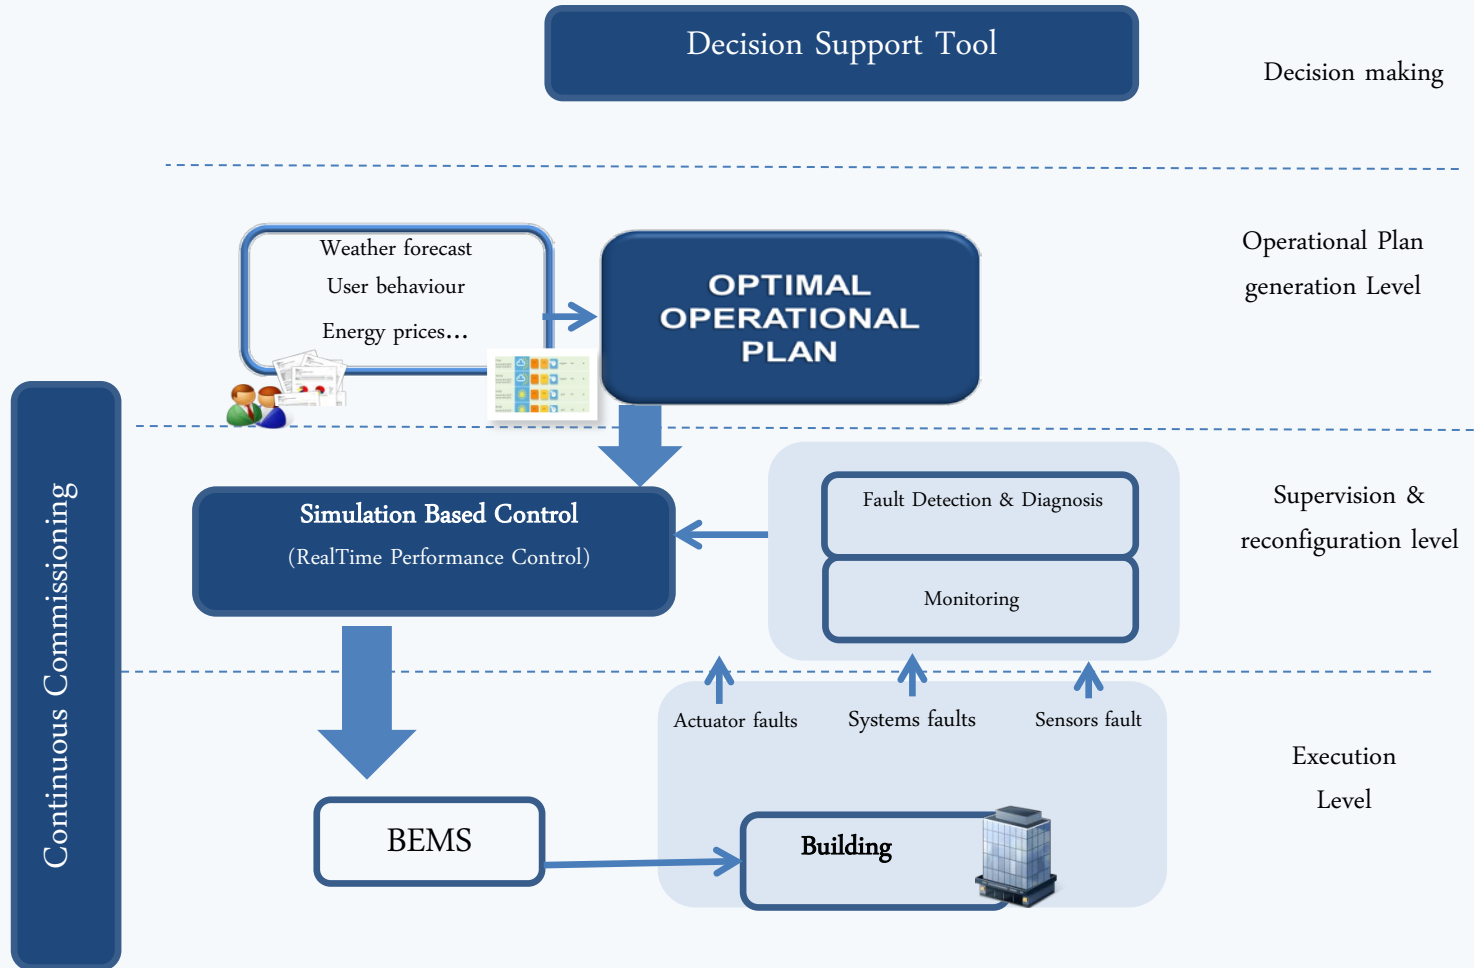 Decision Support Tool
Decision making
Weather forecast
User behaviour
Energy prices...
OPTIMAL
OPERATIONAL
PLAN
Operational Plan
generation Level
Continuous Commissioning
Simulation Based Control
(RealTime Performance Control)
Fault Detection & Diagnosis
Monitoring
Supervision &
reconfiguration level
Actuator faults
Systems faults
Sensors fault
Execution
Level
BEMS
Building